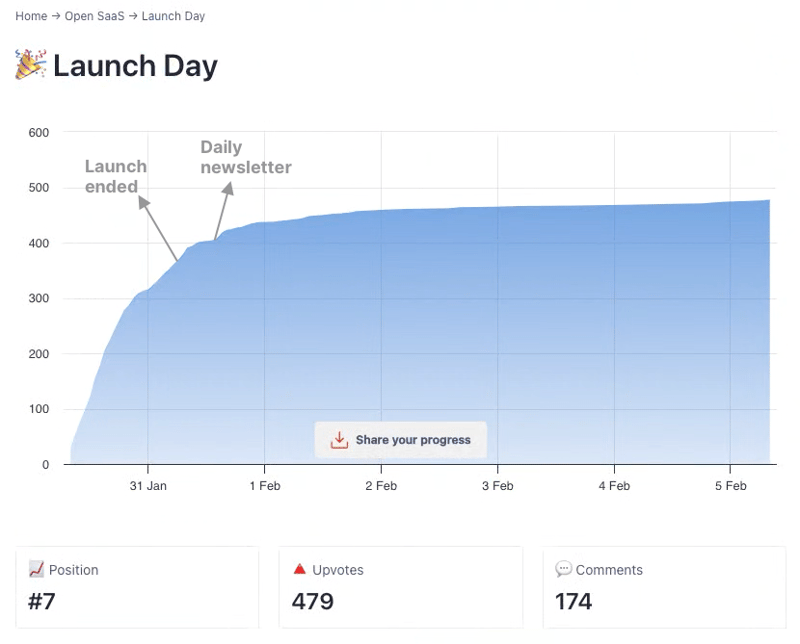 Home → Open SaaS → Launch Day
🎉 Launch Day
600
500
400
300
200
100
0
Launch
ended
Daily
newsletter
Share your progress
31 Jan
1 Feb
2 Feb
3 Feb
4 Feb
5 Feb
Position
#7
Upvotes
479
Comments
174